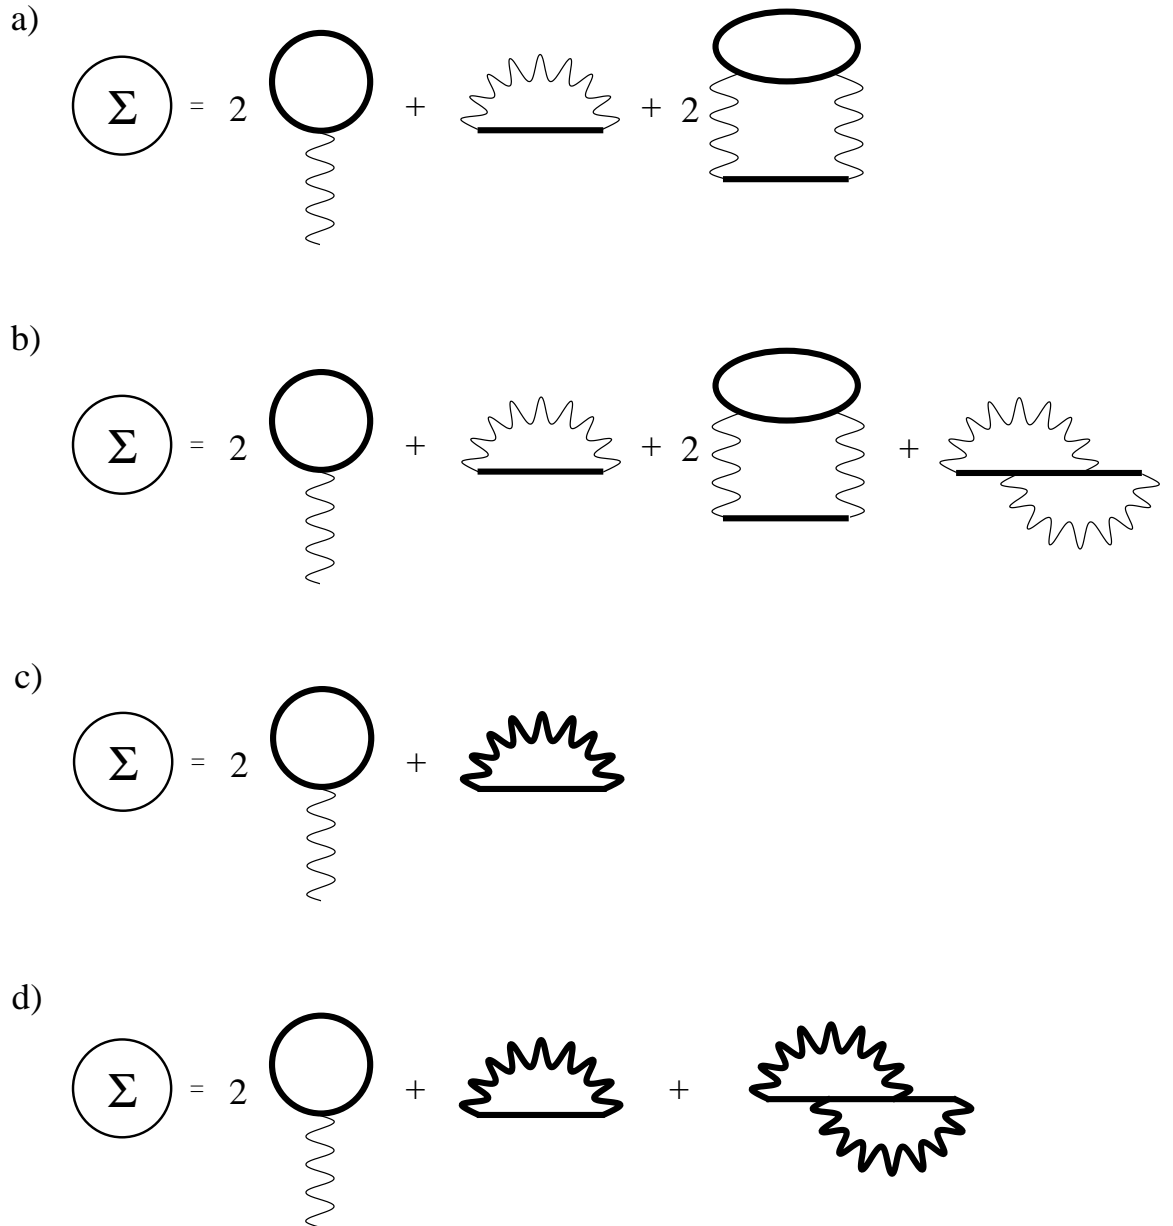 a)
Σ = 2 + + 2
b)
Σ = 2 + + 2 +
c)
Σ = 2 +
d)
Σ = 2 + +